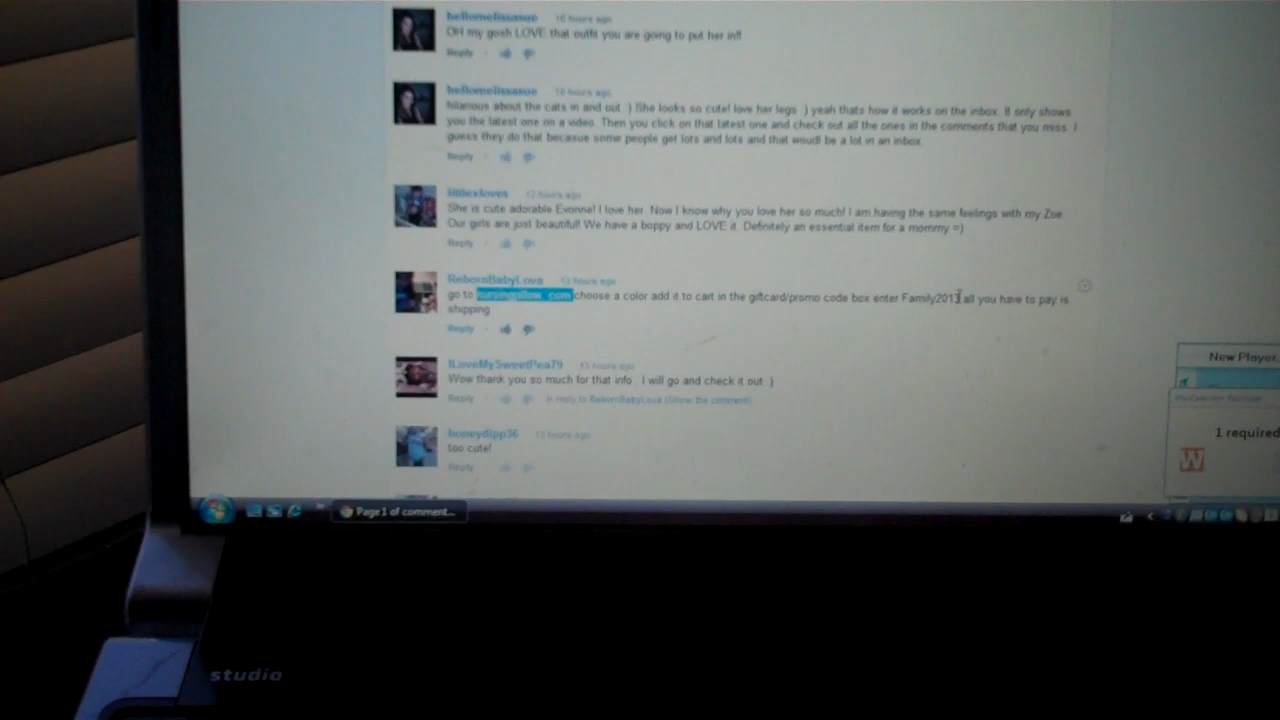 hellomelissasue 16 hours ago
OH my gosh LOVE that outfit you are going to put her in!!
Reply
hellomelissasue 16 hours ago
hilarious about the cats in and out :) She looks so cute! love her legs :) yeah thats how it works on the inbox. It only shows
you the latest one on a video. Then you click on that latest one and check out all the ones in the comments that you miss. I
guess they do that becasue some people get lots and lots and that woudl be a lot in an inbox
Reply
littlexloves 12 hours ago
She is cute adorable Evonne! I love her. Now I know why you love her so much! I am having the same feelings with my Zoe.
Our girls are just beautiful! We have a boppy and LOVE it. Definitely an essential item for a mommy =)
Reply
RebornBabyLova 13 hours ago
go to choose a color add it to cart in the giftcard/promo code box enter Family2013 all you have to pay is
shipping
Reply
ILoveMySweetPea79 13 hours ago
Wow thank you so much for that info.. I will go and check it out :)
Reply in reply to RebornBabyLova (Show the comment)
honeydipp36 13 hours ago
too cute!
Reply
New Player
1 required
W
Page 1 of comment...
studio